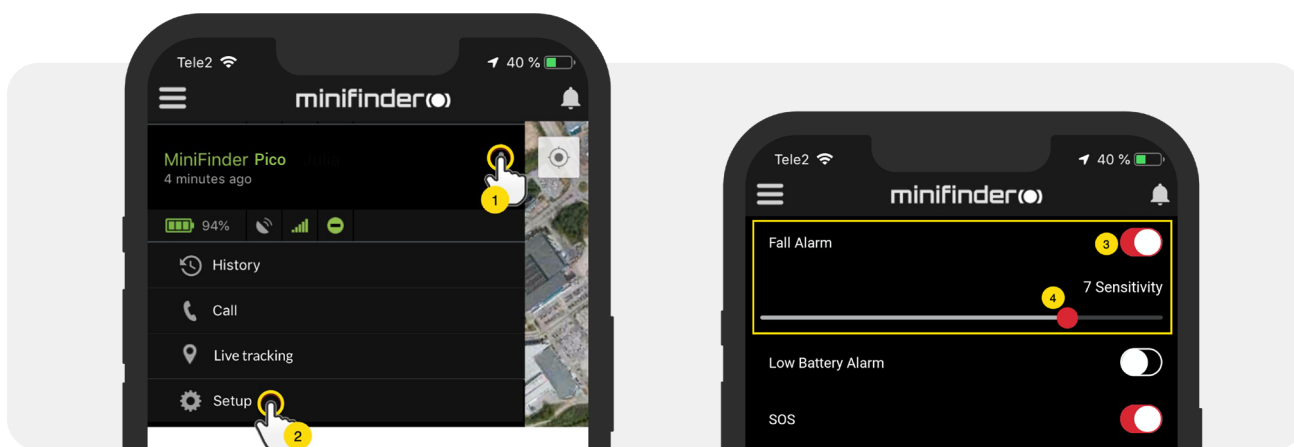 Tele2 40 %
minifinder
MiniFinder Pico
4 minutes ago
1
94%
History
Call
Live tracking
Setup
2
Tele2 40 %
minifinder
Fall Alarm 3
7 Sensitivity
4
Low Battery Alarm
SOS